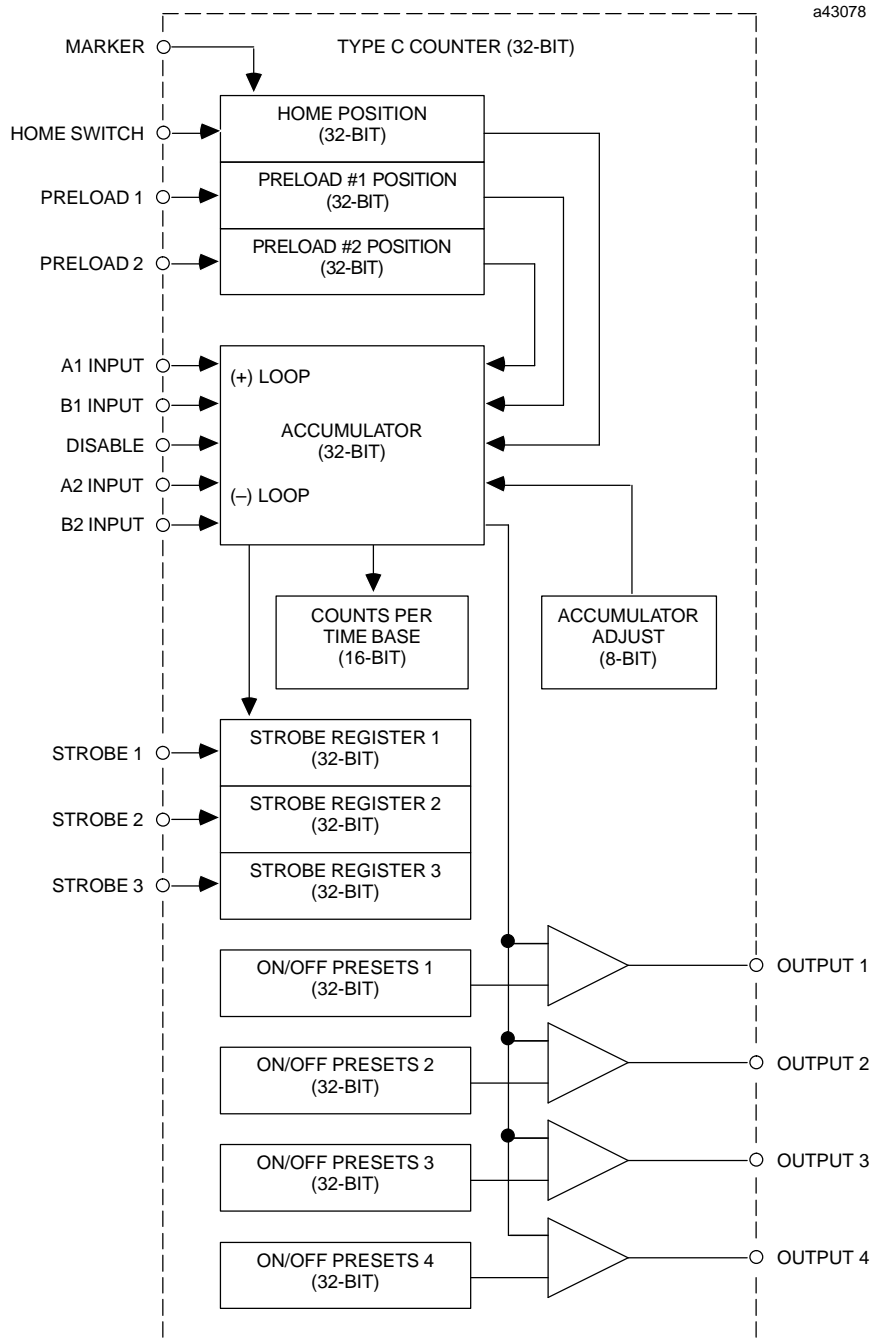 a43078
TYPE C COUNTER (32-BIT)
MARKER
HOME SWITCH
HOME POSITION
(32-BIT)
PRELOAD 1
PRELOAD #1 POSITION
(32-BIT)
PRELOAD 2
PRELOAD #2 POSITION
(32-BIT)
A1 INPUT
B1 INPUT
DISABLE
A2 INPUT
B2 INPUT
(+) LOOP
ACCUMULATOR
(32-BIT)
(–) LOOP
COUNTS PER
TIME BASE
(16-BIT)
ACCUMULATOR
ADJUST
(8-BIT)
STROBE 1
STROBE REGISTER 1
(32-BIT)
STROBE 2
STROBE REGISTER 2
(32-BIT)
STROBE 3
STROBE REGISTER 3
(32-BIT)
ON/OFF PRESETS 1
(32-BIT)
OUTPUT 1
ON/OFF PRESETS 2
(32-BIT)
OUTPUT 2
ON/OFF PRESETS 3
(32-BIT)
OUTPUT 3
ON/OFF PRESETS 4
(32-BIT)
OUTPUT 4